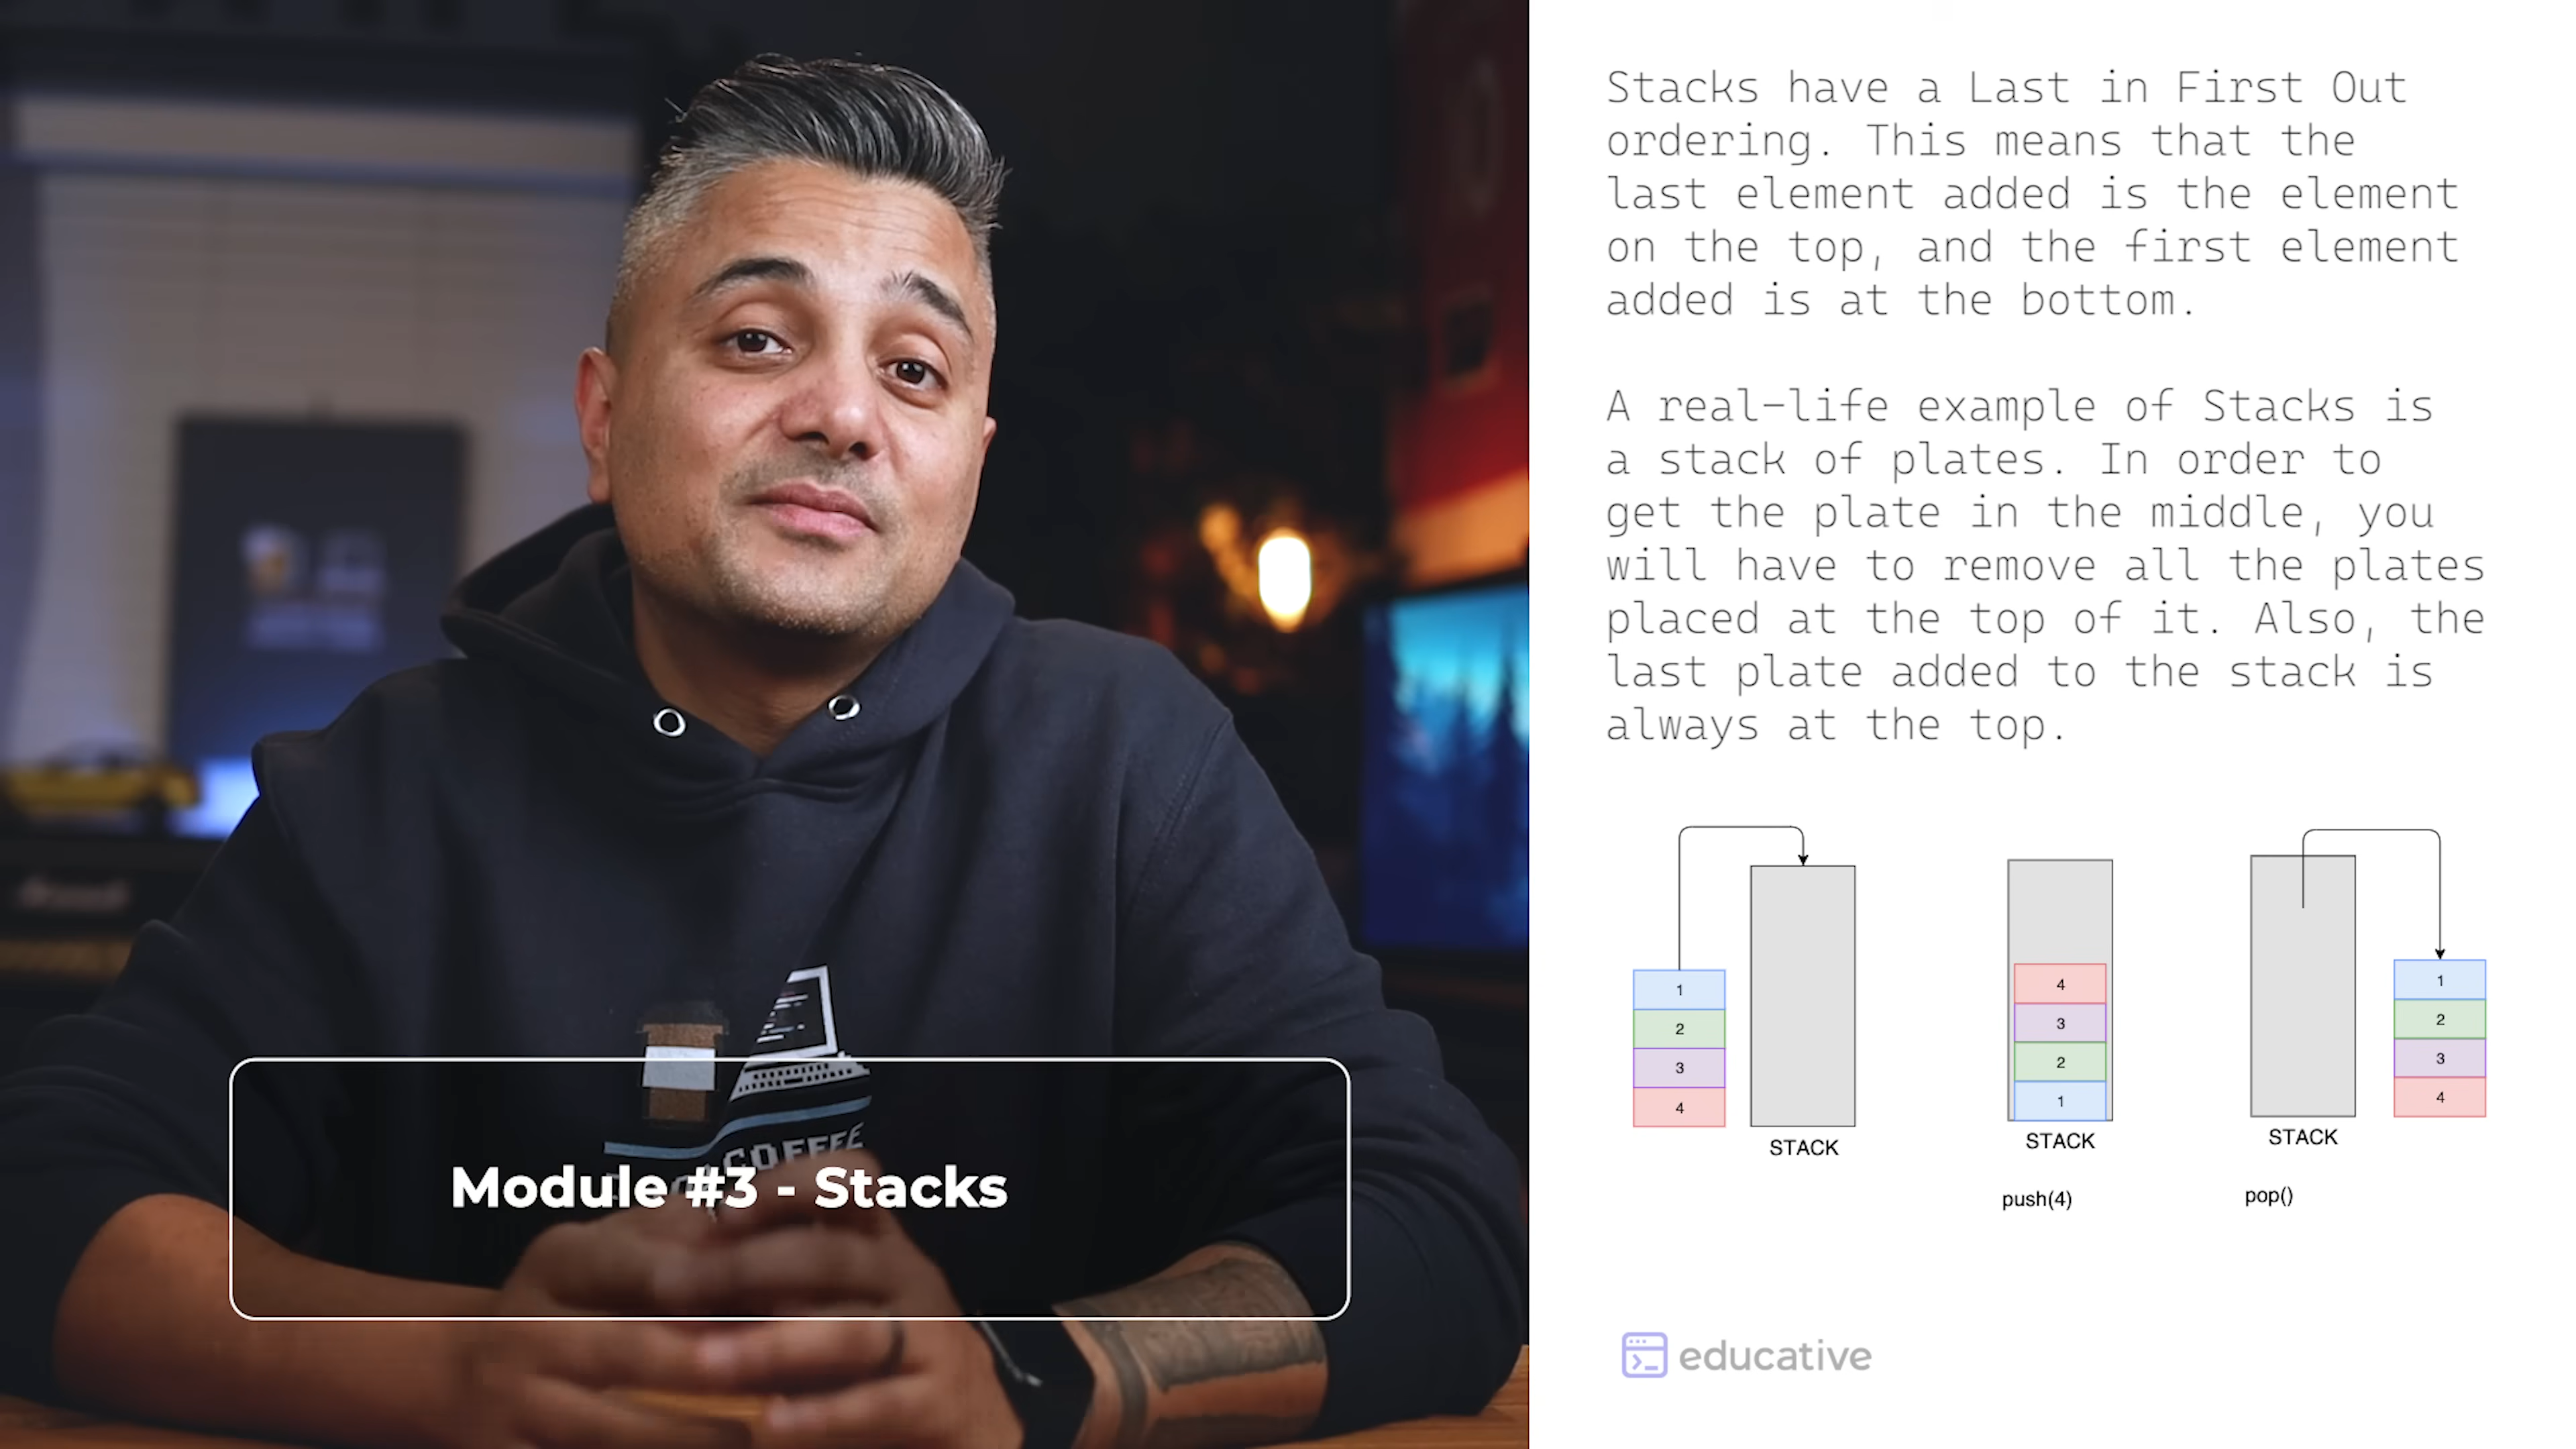 Stacks have a Last in First Out
ordering. This means that the
last element added is the element
on the top, and the first element
added is at the bottom.
A real-life example of Stacks is
a stack of plates. In order to
get the plate in the middle, you
will have to remove all the plates
placed at the top of it. Also, the
last plate added to the stack is
always at the top.
1
2
3
4
STACK
4
3
2
1
STACK
push(4)
1
2
3
4
STACK
pop()
COFFEE
Module #3 - Stacks
educative